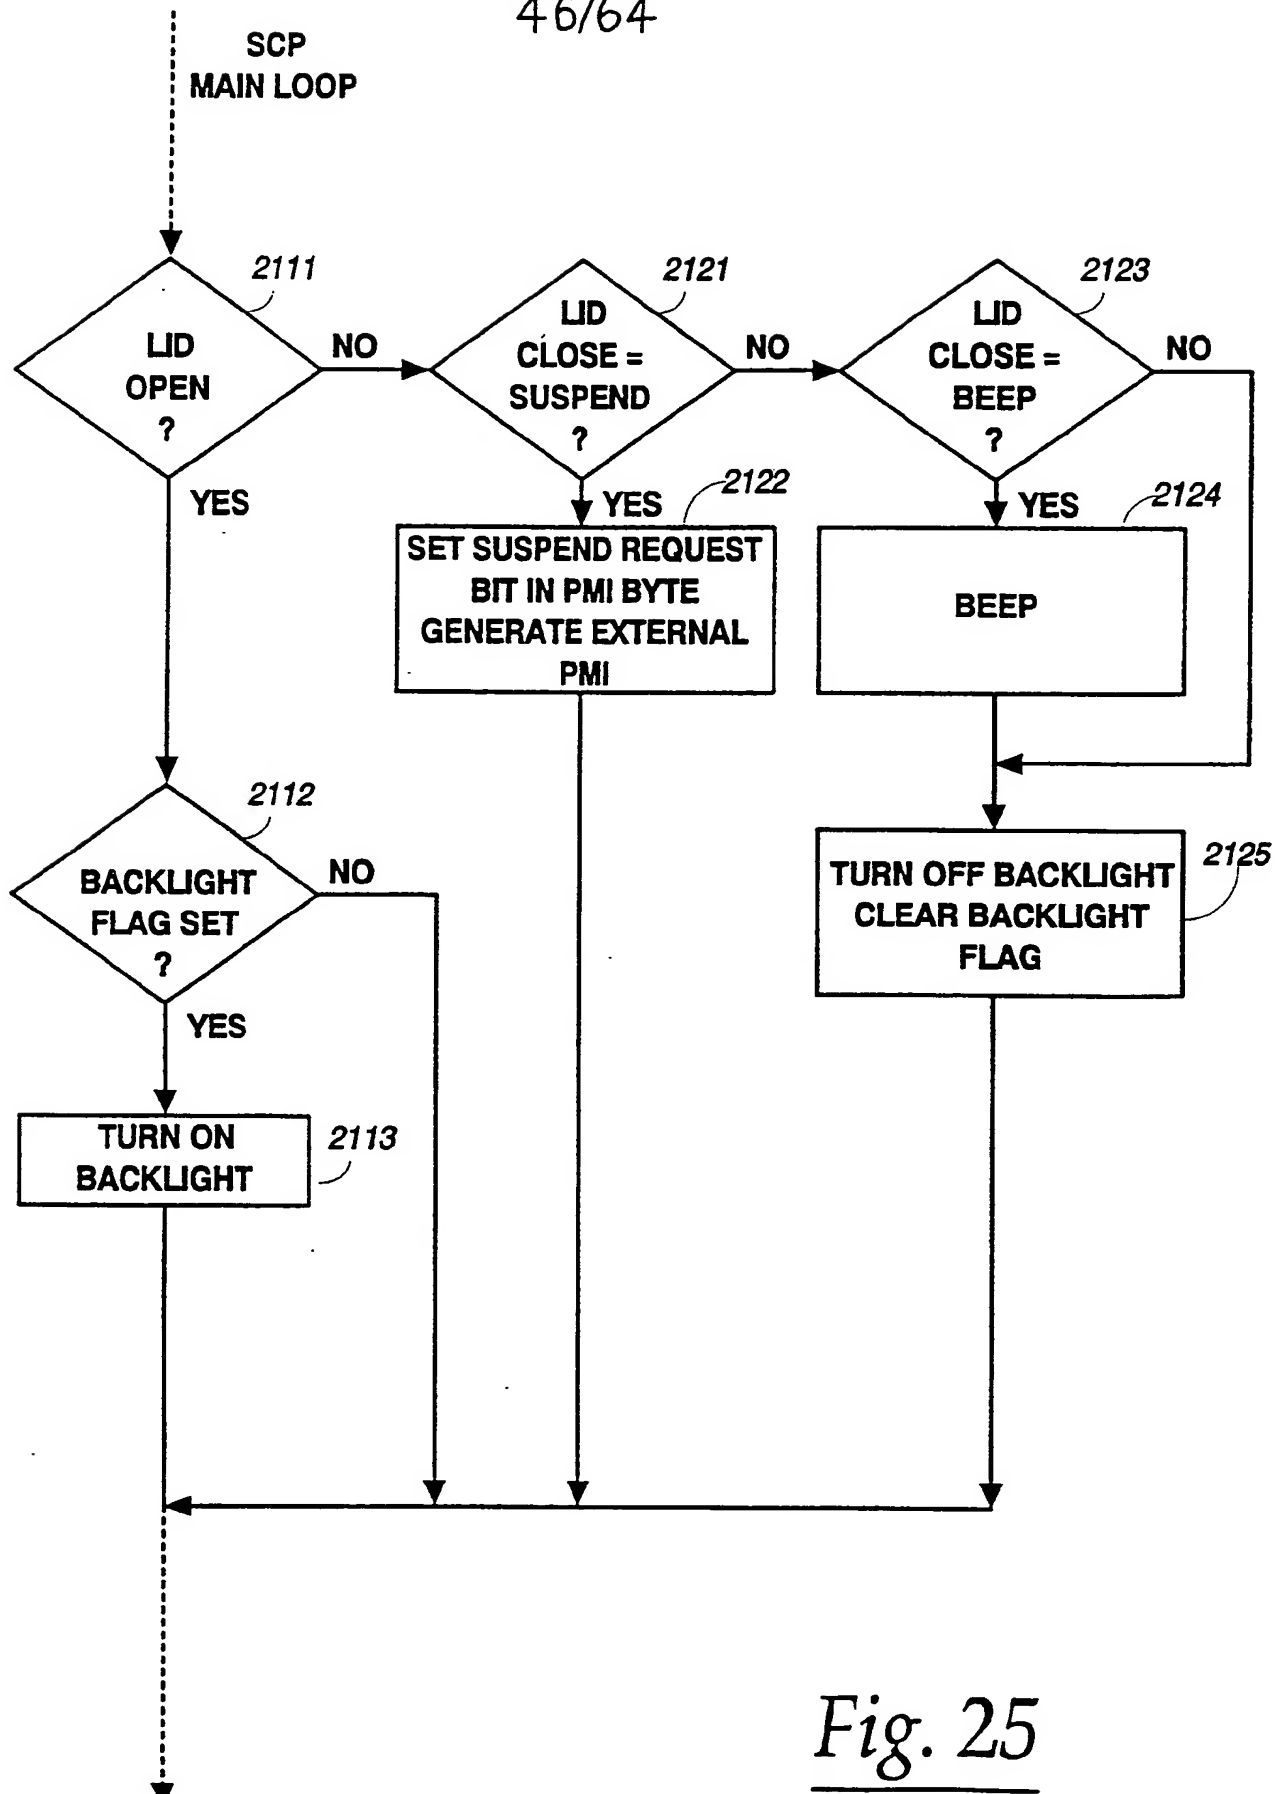 46/64
SCP
MAIN LOOP
2111
LID
OPEN
?
NO
YES
2121
LID
CLOSE =
SUSPEND
?
NO
YES
2123
LID
CLOSE =
BEEP
?
NO
YES
2122
SET SUSPEND REQUEST
BIT IN PMI BYTE
GENERATE EXTERNAL
PMI
2124
BEEP
2112
BACKLIGHT
FLAG SET
?
NO
YES
2125
TURN OFF BACKLIGHT
CLEAR BACKLIGHT
FLAG
2113
TURN ON
BACKLIGHT
Fig. 25